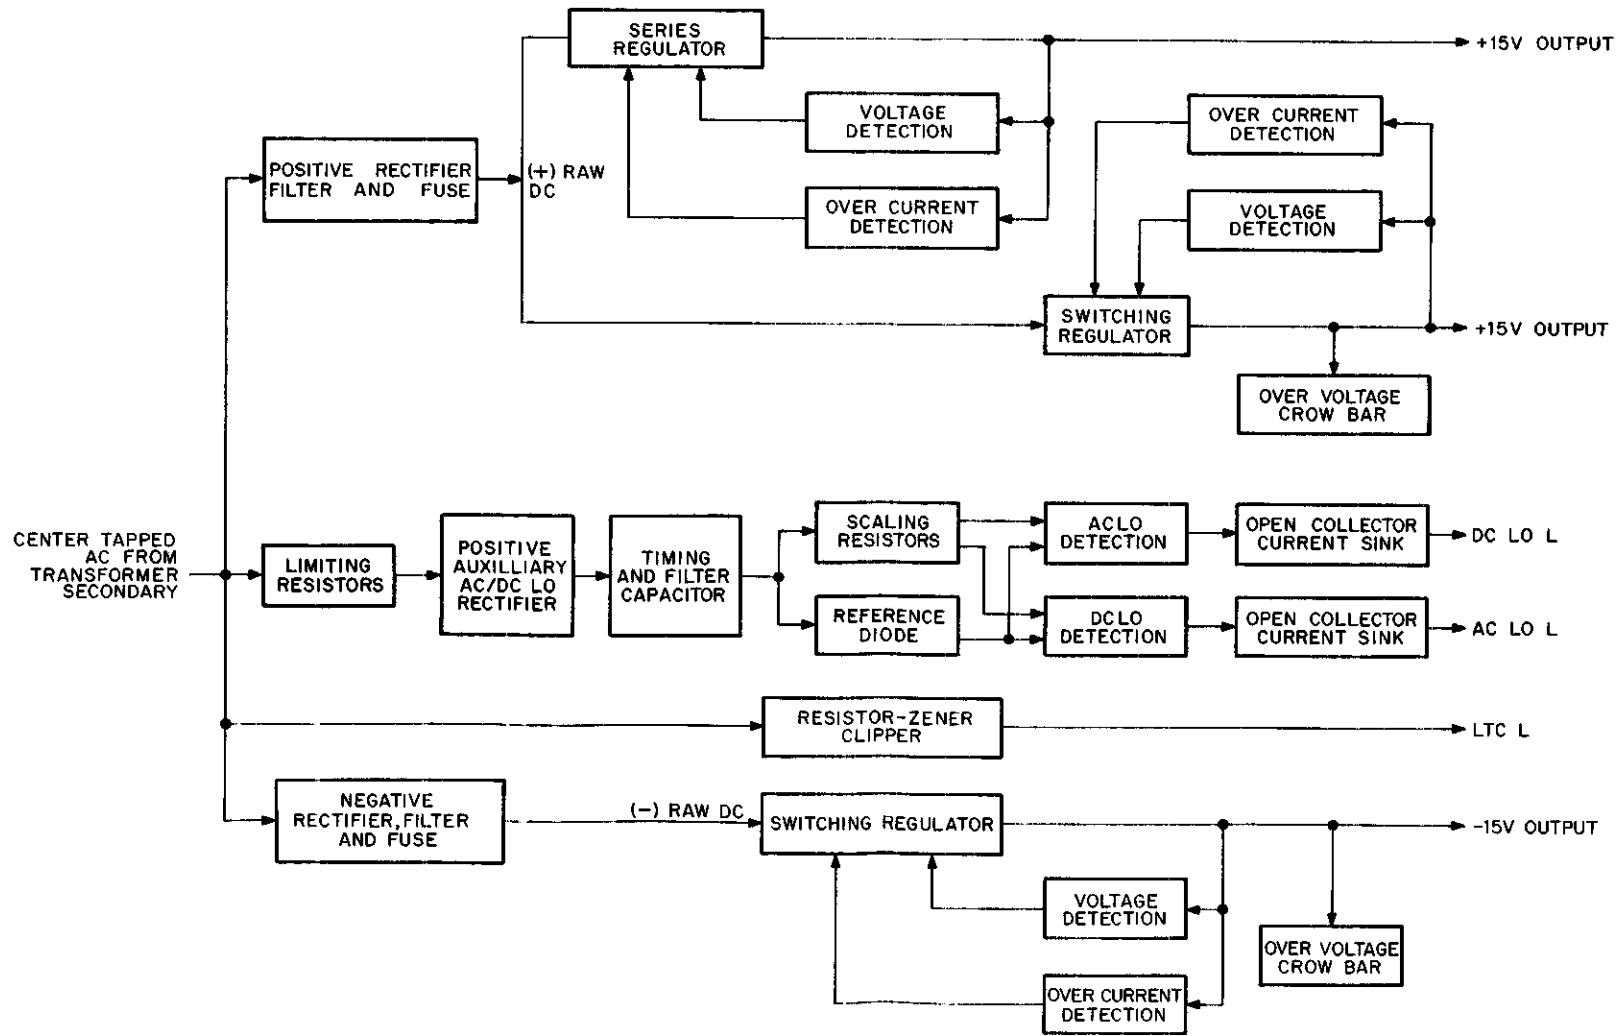 SERIES
REGULATOR
+15V OUTPUT
VOLTAGE
DETECTION
OVER CURRENT
DETECTION
POSITIVE RECTIFIER
FILTER AND FUSE
(+) RAW
DC
OVER CURRENT
DETECTION
VOLTAGE
DETECTION
SWITCHING
REGULATOR
+15V OUTPUT
OVER VOLTAGE
CROW BAR
CENTER TAPPED
AC FROM
TRANSFORMER
SECONDARY
LIMITING
RESISTORS
POSITIVE
AUXILLIARY
AC/DC LO
RECTIFIER
TIMING
AND FILTER
CAPACITOR
SCALING
RESISTORS
ACLO
DETECTION
OPEN COLLECTOR
CURRENT SINK
DC LO L
REFERENCE
DIODE
DCLO
DETECTION
OPEN COLLECTOR
CURRENT SINK
AC LO L
RESISTOR-ZENER
CLIPPER
LTC L
NEGATIVE
RECTIFIER, FILTER
AND FUSE
(-) RAW DC
SWITCHING REGULATOR
-15V OUTPUT
VOLTAGE
DETECTION
OVER VOLTAGE
CROW BAR
OVER CURRENT
DETECTION